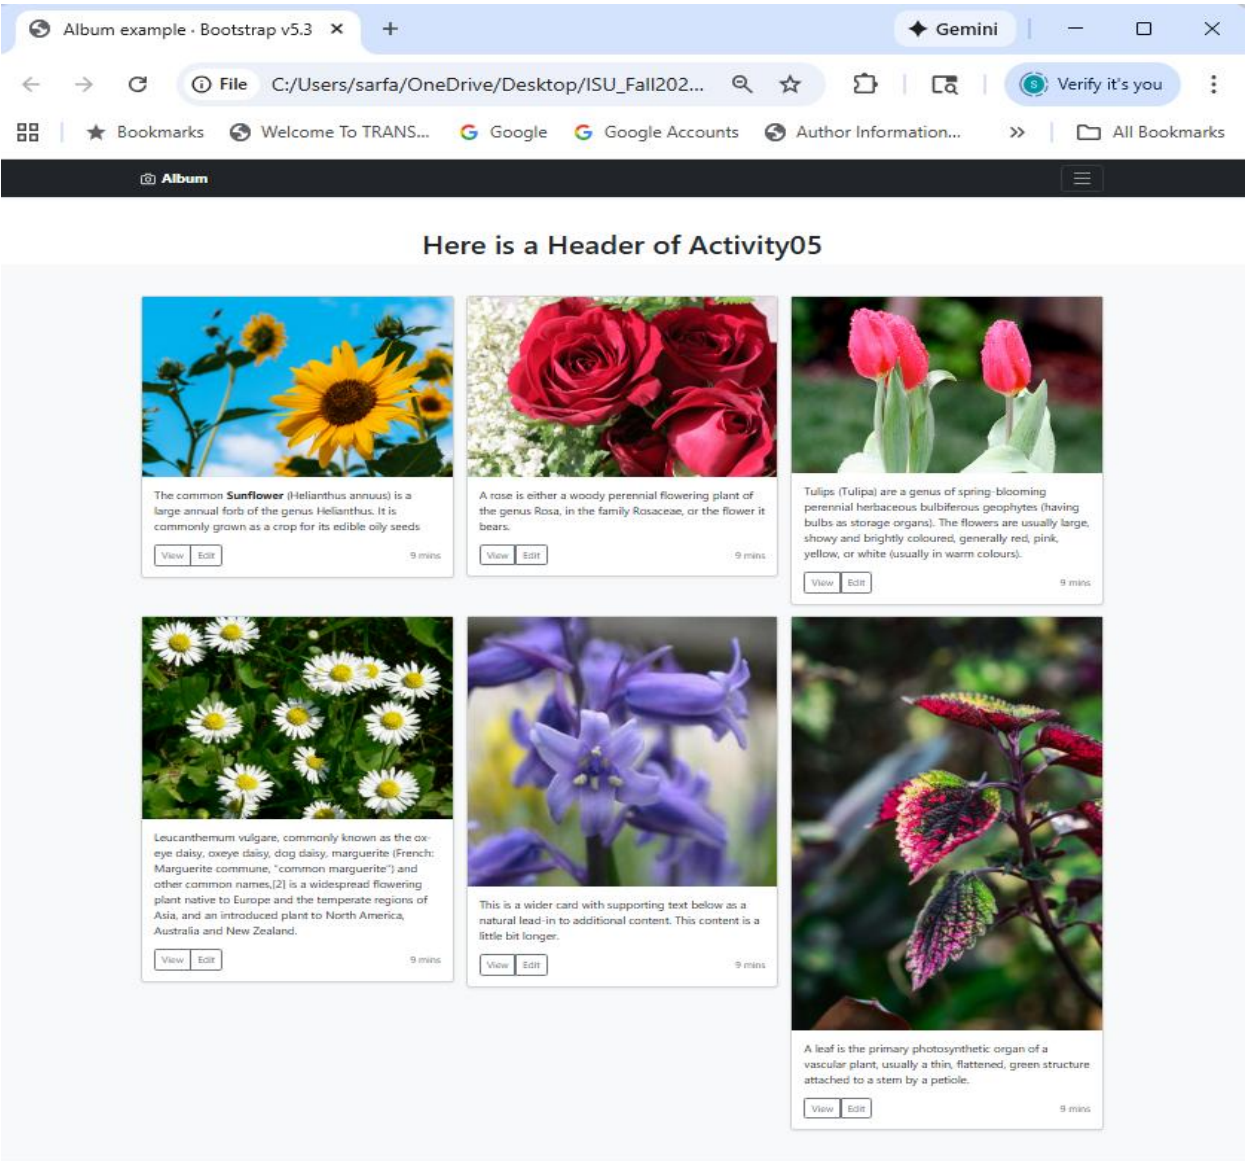 Album example · Bootstrap v5.3
Gemini
File C:/Users/sarfa/OneDrive/Desktop/ISU_Fall202...
S Verify it's you
Bookmarks Welcome To TRANS... Google Google Accounts Author Information... » All Bookmarks
Album
Here is a Header of Activity05
The common Sunflower (Helianthus annuus) is a
large annual forb of the genus Helianthus. It is
commonly grown as a crop for its edible oily seeds
View Edit 9 mins
A rose is either a woody perennial flowering plant of
the genus Rosa, in the family Rosaceae, or the flower it
bears.
View Edit 9 mins
Tulips (Tulipa) are a genus of spring-blooming
perennial herbaceous bulbiferous geophytes (having
bulbs as storage organs). The flowers are usually large,
showy and brightly coloured, generally red, pink,
yellow, or white (usually in warm colours).
View Edit 9 mins
Leucanthemum vulgare, commonly known as the ox-
eye daisy, oxeye daisy, dog daisy, marguerite (French:
Marguerite commune, "common marguerite") and
other common names,[2] is a widespread flowering
plant native to Europe and the temperate regions of
Asia, and an introduced plant to North America,
Australia and New Zealand.
View Edit 9 mins
This is a wider card with supporting text below as a
natural lead-in to additional content. This content is a
little bit longer.
View Edit 9 mins
A leaf is the primary photosynthetic organ of a
vascular plant, usually a thin, flattened, green structure
attached to a stem by a petiole.
View Edit 9 mins